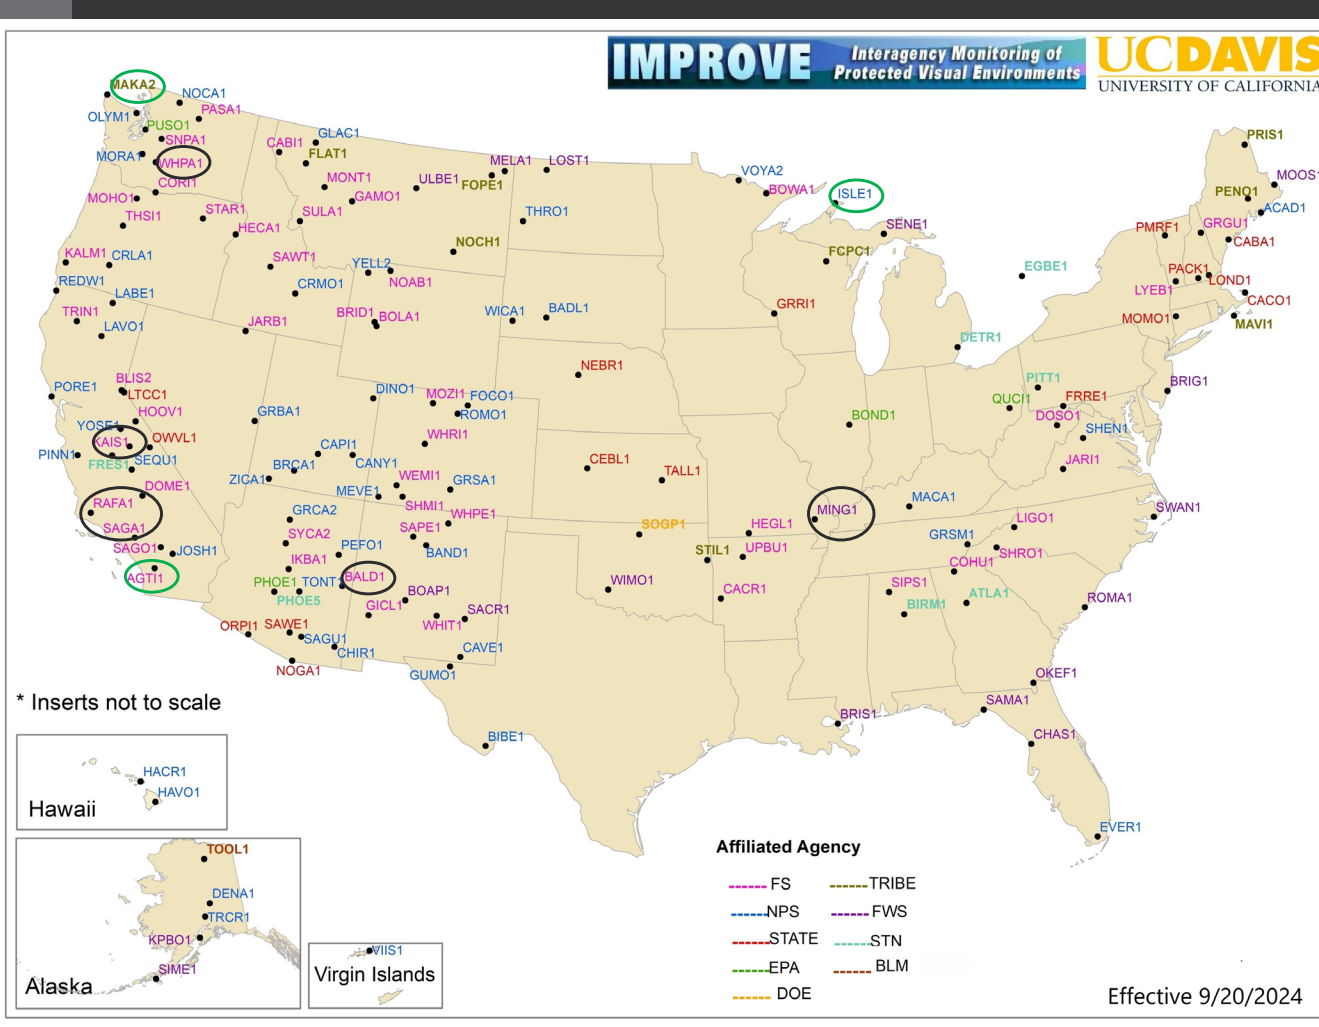 IMPROVE
Interagency Monitoring of
Protected Visual Environments
UCDAVIS
UNIVERSITY OF CALIFORNIA
MAKA2
NOCA1
OLYM1
PASA1
PUSO1
SNPA1
MORA1
WHPA1
CORI1
MOHO1
THSI1
STAR1
HECA1
CABI1
GLAC1
FLAT1
MONT1
GAMO1
SULA1
ULBE1
FOPE1
MELA1
LOST1
THRO1
NOCH1
VOYA2
BOWA1
ISLE1
SENE1
FCPC1
PRIS1
MOOS1
PENO1
ACAD1
GRGU1
PMRF1
CABA1
PACK1
LOND1
LYEB1
CACO1
MOMO1
MAVI1
EGBE1
DETR1
KALM1
CRLA1
REDW1
LABE1
TRIN1
LAVO1
SAWT1
CRMO1
JARB1
YELL2
NOAB1
BRID1
BOLA1
WICA1
BADL1
GRRI1
NEBR1
PORE1
BLIS2
LTCC1
HOOV1
YOSE1
KAIS1
OWVL1
PINN1
FRES1
SEQU1
DOME1
RAFA1
SAGA1
SAGO1
JOSH1
AGTI1
GRBA1
DINO1
MOZI1
FOCO1
ROMO1
WHRI1
CAPI1
CANY1
BRCA1
ZICA1
MEVE1
WEMI1
GRSA1
SHMI1
WHPE1
GRCA2
SYCA2
IKBA1
PEFO1
SAPE1
BAND1
PHOE1
TONT1
BALD1
PHOE5
BOAP1
GICL1
WHIT1
SACR1
ORPI1
SAWE1
SAGU1
CHIR1
NOGA1
CAVE1
GUMO1
BIBE1
CEBL1
TALL1
SOGP1
WIMO1
STIL1
HEGL1
UPBU1
CACR1
MING1
BOND1
MACA1
PITT1
QUCI1
FRRE1
DOSO1
SHEN1
JARI1
BRIG1
SWAN1
LIGO1
GRSM1
SHRO1
COHU1
SIPS1
BIRM1
ATLA1
ROMA1
OKEF1
SAMA1
CHAS1
BRIS1
EVER1
* Inserts not to scale
HACR1
HAVO1
Hawaii
TOOL1
DENA1
TRCR1
KPBO1
SIME1
Alaska
VIIS1
Virgin Islands
Affiliated Agency
FS
TRIBE
NPS
FWS
STATE
STN
EPA
BLM
DOE
Effective 9/20/2024